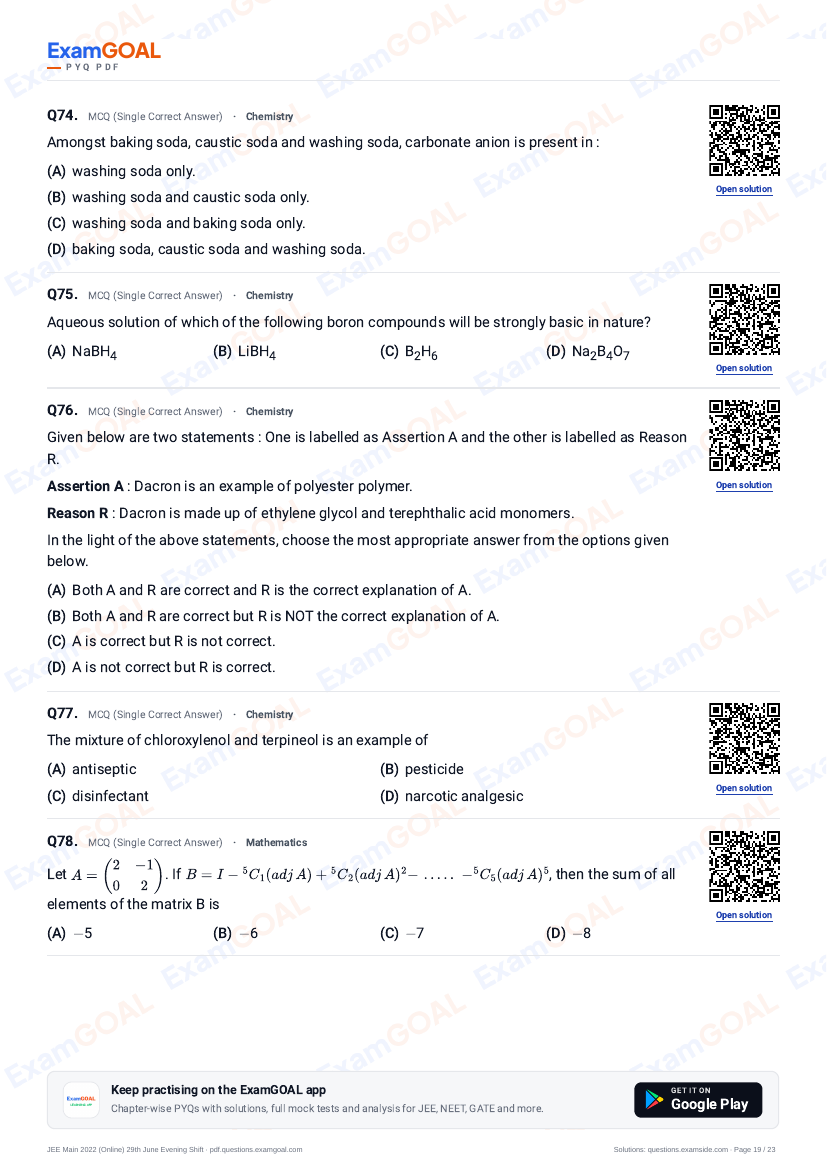 ExamGOAL
PYQ PDF
Q74. MCQ (Single Correct Answer) · Chemistry
Amongst baking soda, caustic soda and washing soda, carbonate anion is present in :
(A) washing soda only.
(B) washing soda and caustic soda only.
(C) washing soda and baking soda only.
(D) baking soda, caustic soda and washing soda.
Open solution
Q75. MCQ (Single Correct Answer) · Chemistry
Aqueous solution of which of the following boron compounds will be strongly basic in nature?
(A) NaBH₄ (B) LiBH₄ (C) B₂H₆ (D) Na₂B₄O₇
Open solution
Q76. MCQ (Single Correct Answer) · Chemistry
Given below are two statements : One is labelled as Assertion A and the other is labelled as Reason
R.
Assertion A : Dacron is an example of polyester polymer.
Reason R : Dacron is made up of ethylene glycol and terephthalic acid monomers.
In the light of the above statements, choose the most appropriate answer from the options given
below.
(A) Both A and R are correct and R is the correct explanation of A.
(B) Both A and R are correct but R is NOT the correct explanation of A.
(C) A is correct but R is not correct.
(D) A is not correct but R is correct.
Open solution
Q77. MCQ (Single Correct Answer) · Chemistry
The mixture of chloroxylenol and terpineol is an example of
(A) antiseptic (B) pesticide
(C) disinfectant (D) narcotic analgesic
Open solution
Q78. MCQ (Single Correct Answer) · Mathematics
Let A = (2 −1; 0 2). If B = I − ⁵C₁(adj A) + ⁵C₂(adj A)² − ..... − ⁵C₅(adj A)⁵, then the sum of all
elements of the matrix B is
(A) −5 (B) −6 (C) −7 (D) −8
Open solution
Keep practising on the ExamGOAL app
Chapter-wise PYQs with solutions, full mock tests and analysis for JEE, NEET, GATE and more.
GET IT ON
Google Play
JEE Main 2022 (Online) 29th June Evening Shift · pdf.questions.examgoal.com
Solutions: questions.examside.com · Page 19 / 23